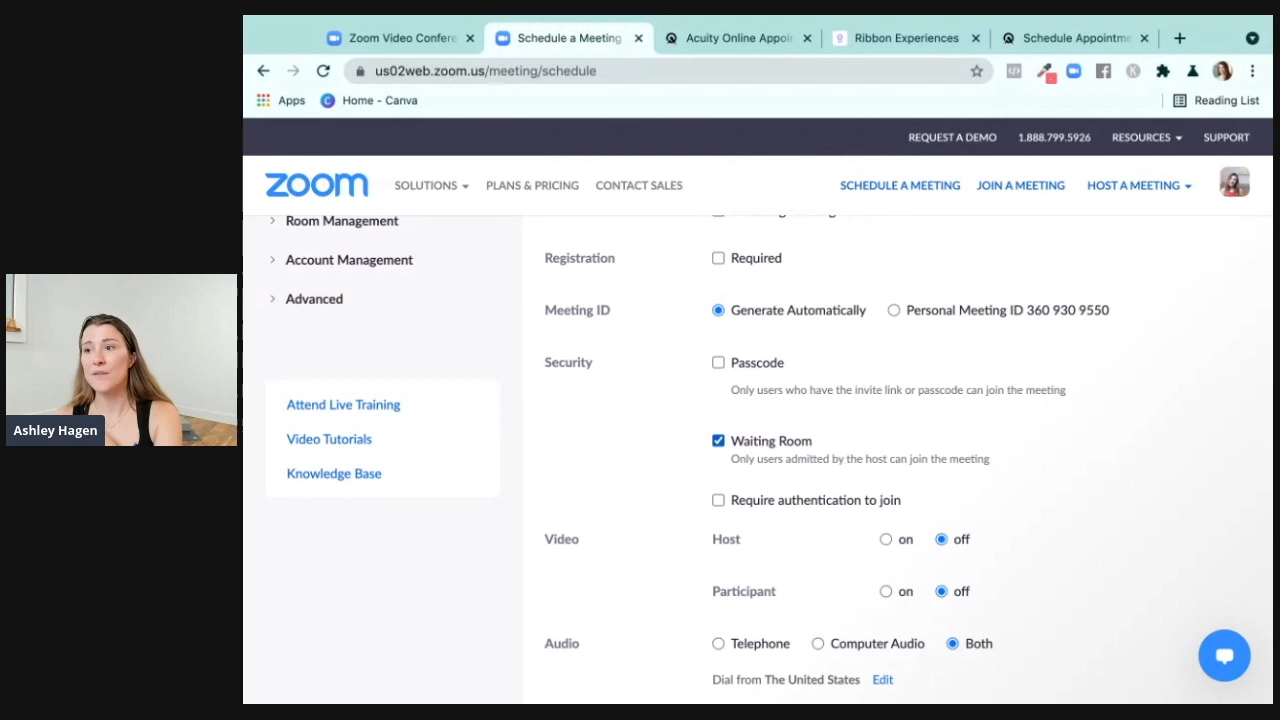 Zoom Video Confere
Schedule a Meeting
Acuity Online Appoin
Ribbon Experiences
Schedule Appointme
us02web.zoom.us/meeting/schedule
Apps
Home - Canva
Reading List
REQUEST A DEMO
1.888.799.5926
RESOURCES
SUPPORT
zoom
SOLUTIONS
PLANS & PRICING
CONTACT SALES
SCHEDULE A MEETING
JOIN A MEETING
HOST A MEETING
Room Management
Account Management
Advanced
Attend Live Training
Video Tutorials
Knowledge Base
Registration
Required
Meeting ID
Generate Automatically
Personal Meeting ID 360 930 9550
Security
Passcode
Only users who have the invite link or passcode can join the meeting
Waiting Room
Only users admitted by the host can join the meeting
Require authentication to join
Video
Host
on
off
Participant
on
off
Audio
Telephone
Computer Audio
Both
Dial from The United States
Edit
Ashley Hagen